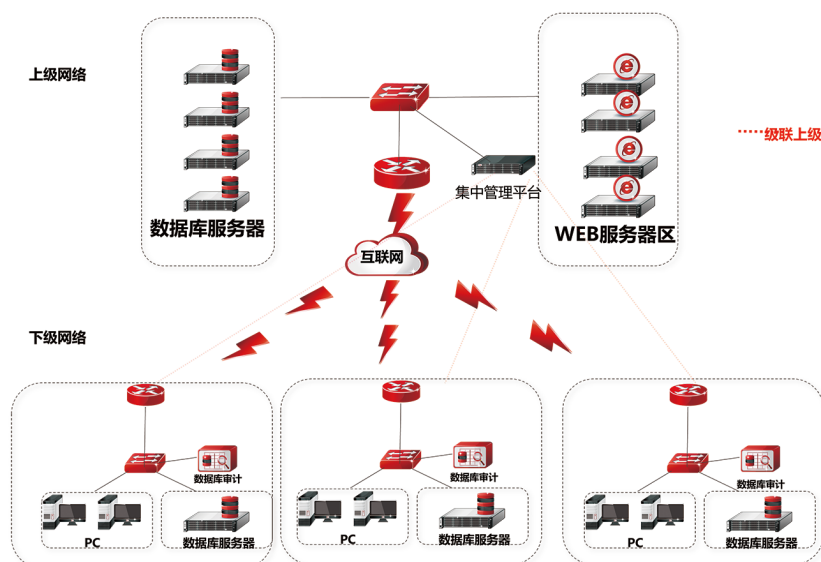 上级网络
级联上级
集中管理平台
数据库服务器
WEB服务器区
互联网
下级网络
数据库审计
数据库审计
数据库审计
PC
数据库服务器
PC
数据库服务器
PC
数据库服务器